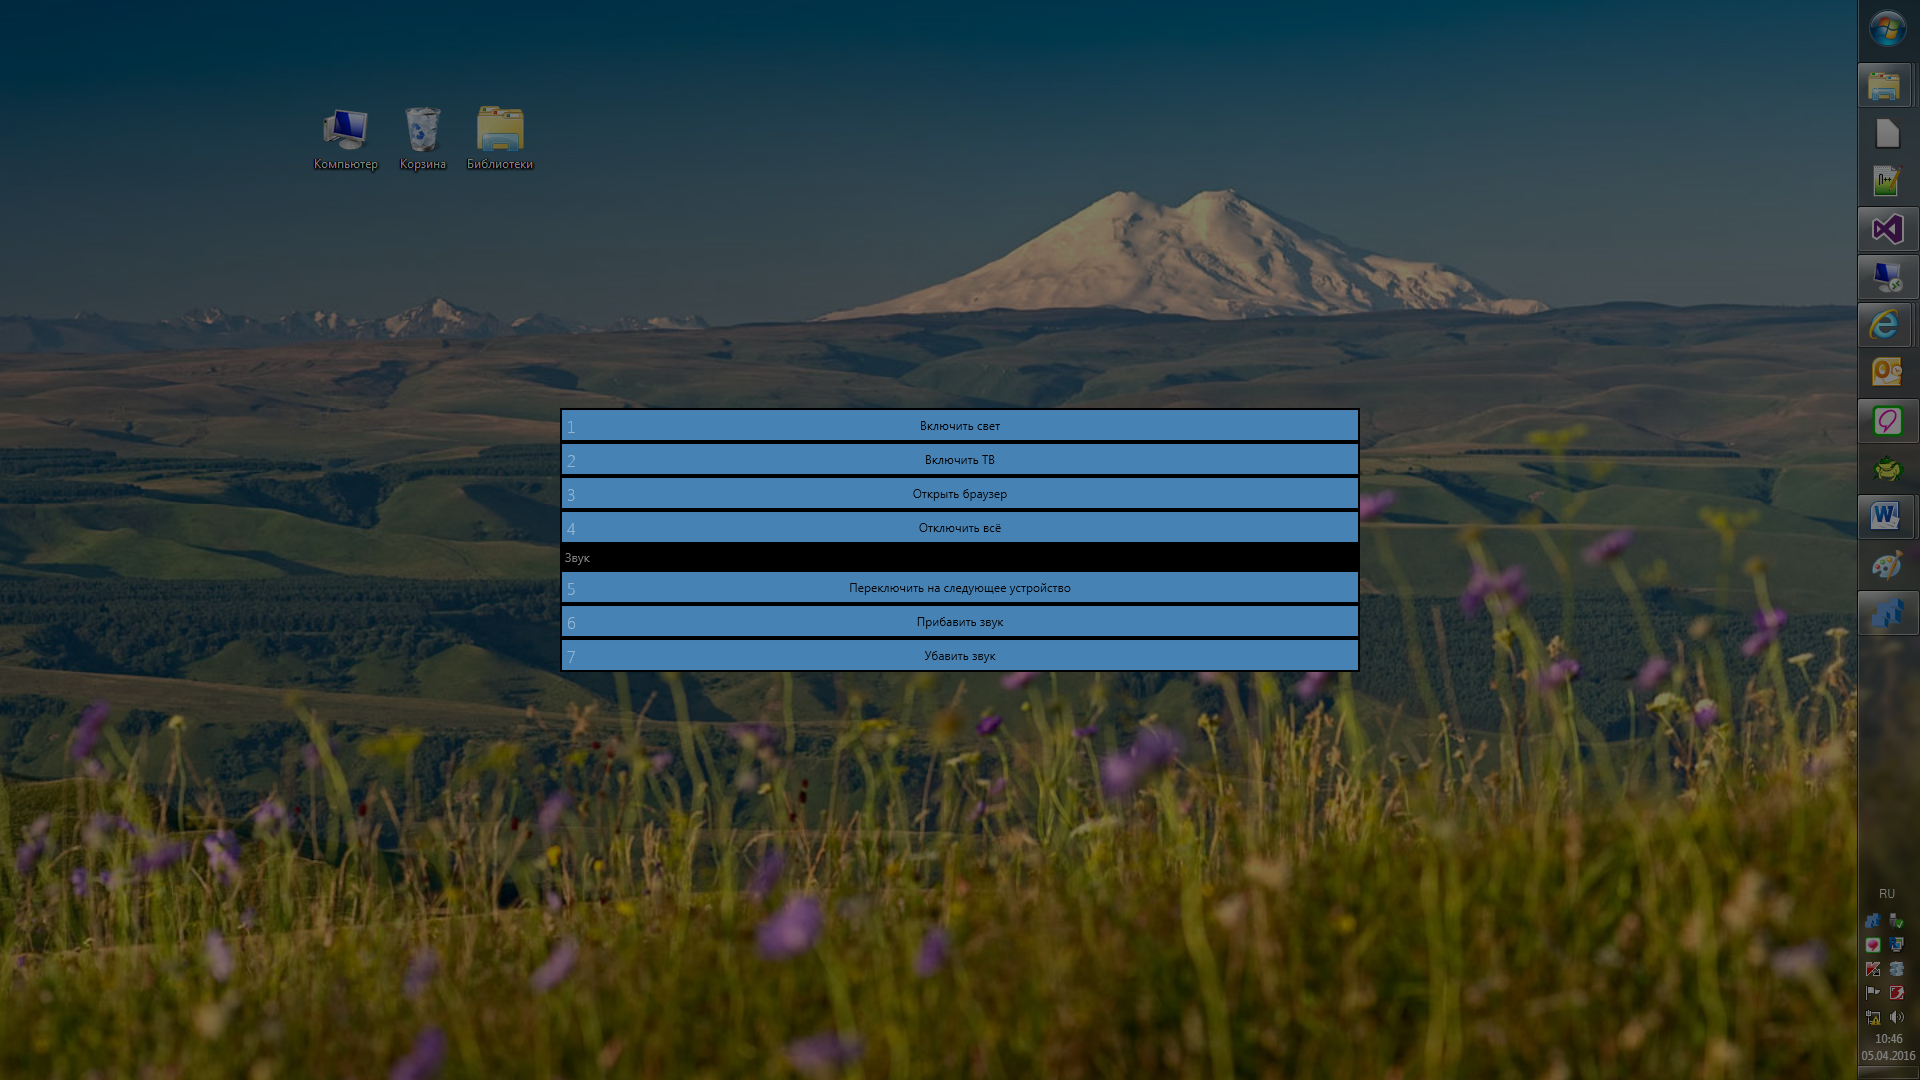 Компьютер
Корзина
Библиотеки
1 Включить свет
2 Включить ТВ
3 Открыть браузер
4 Отключить всё
Звук
5 Переключить на следующее устройство
6 Прибавить звук
7 Убавить звук
RU
10:46
05.04.2016